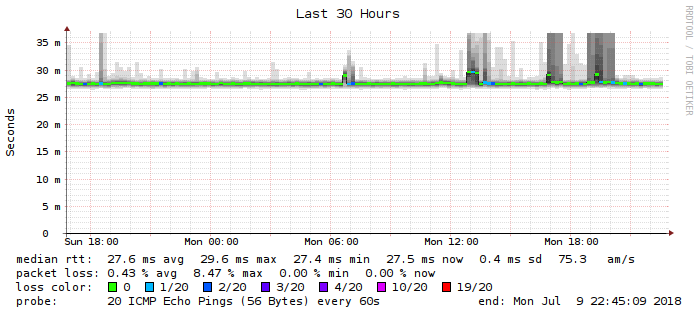 Last 30 Hours
RRDTOOL / TOBI OETIKER
Seconds
35 m
30 m
25 m
20 m
15 m
10 m
5 m
0
Sun 18:00 Mon 00:00 Mon 06:00 Mon 12:00 Mon 18:00
median rtt: 27.6 ms avg 29.6 ms max 27.4 ms min 27.5 ms now 0.4 ms sd 75.3 am/s
packet loss: 0.43 % avg 8.47 % max 0.00 % min 0.00 % now
loss color: 0 1/20 2/20 3/20 4/20 10/20 19/20
probe: 20 ICMP Echo Pings (56 Bytes) every 60s end: Mon Jul 9 22:45:09 2018